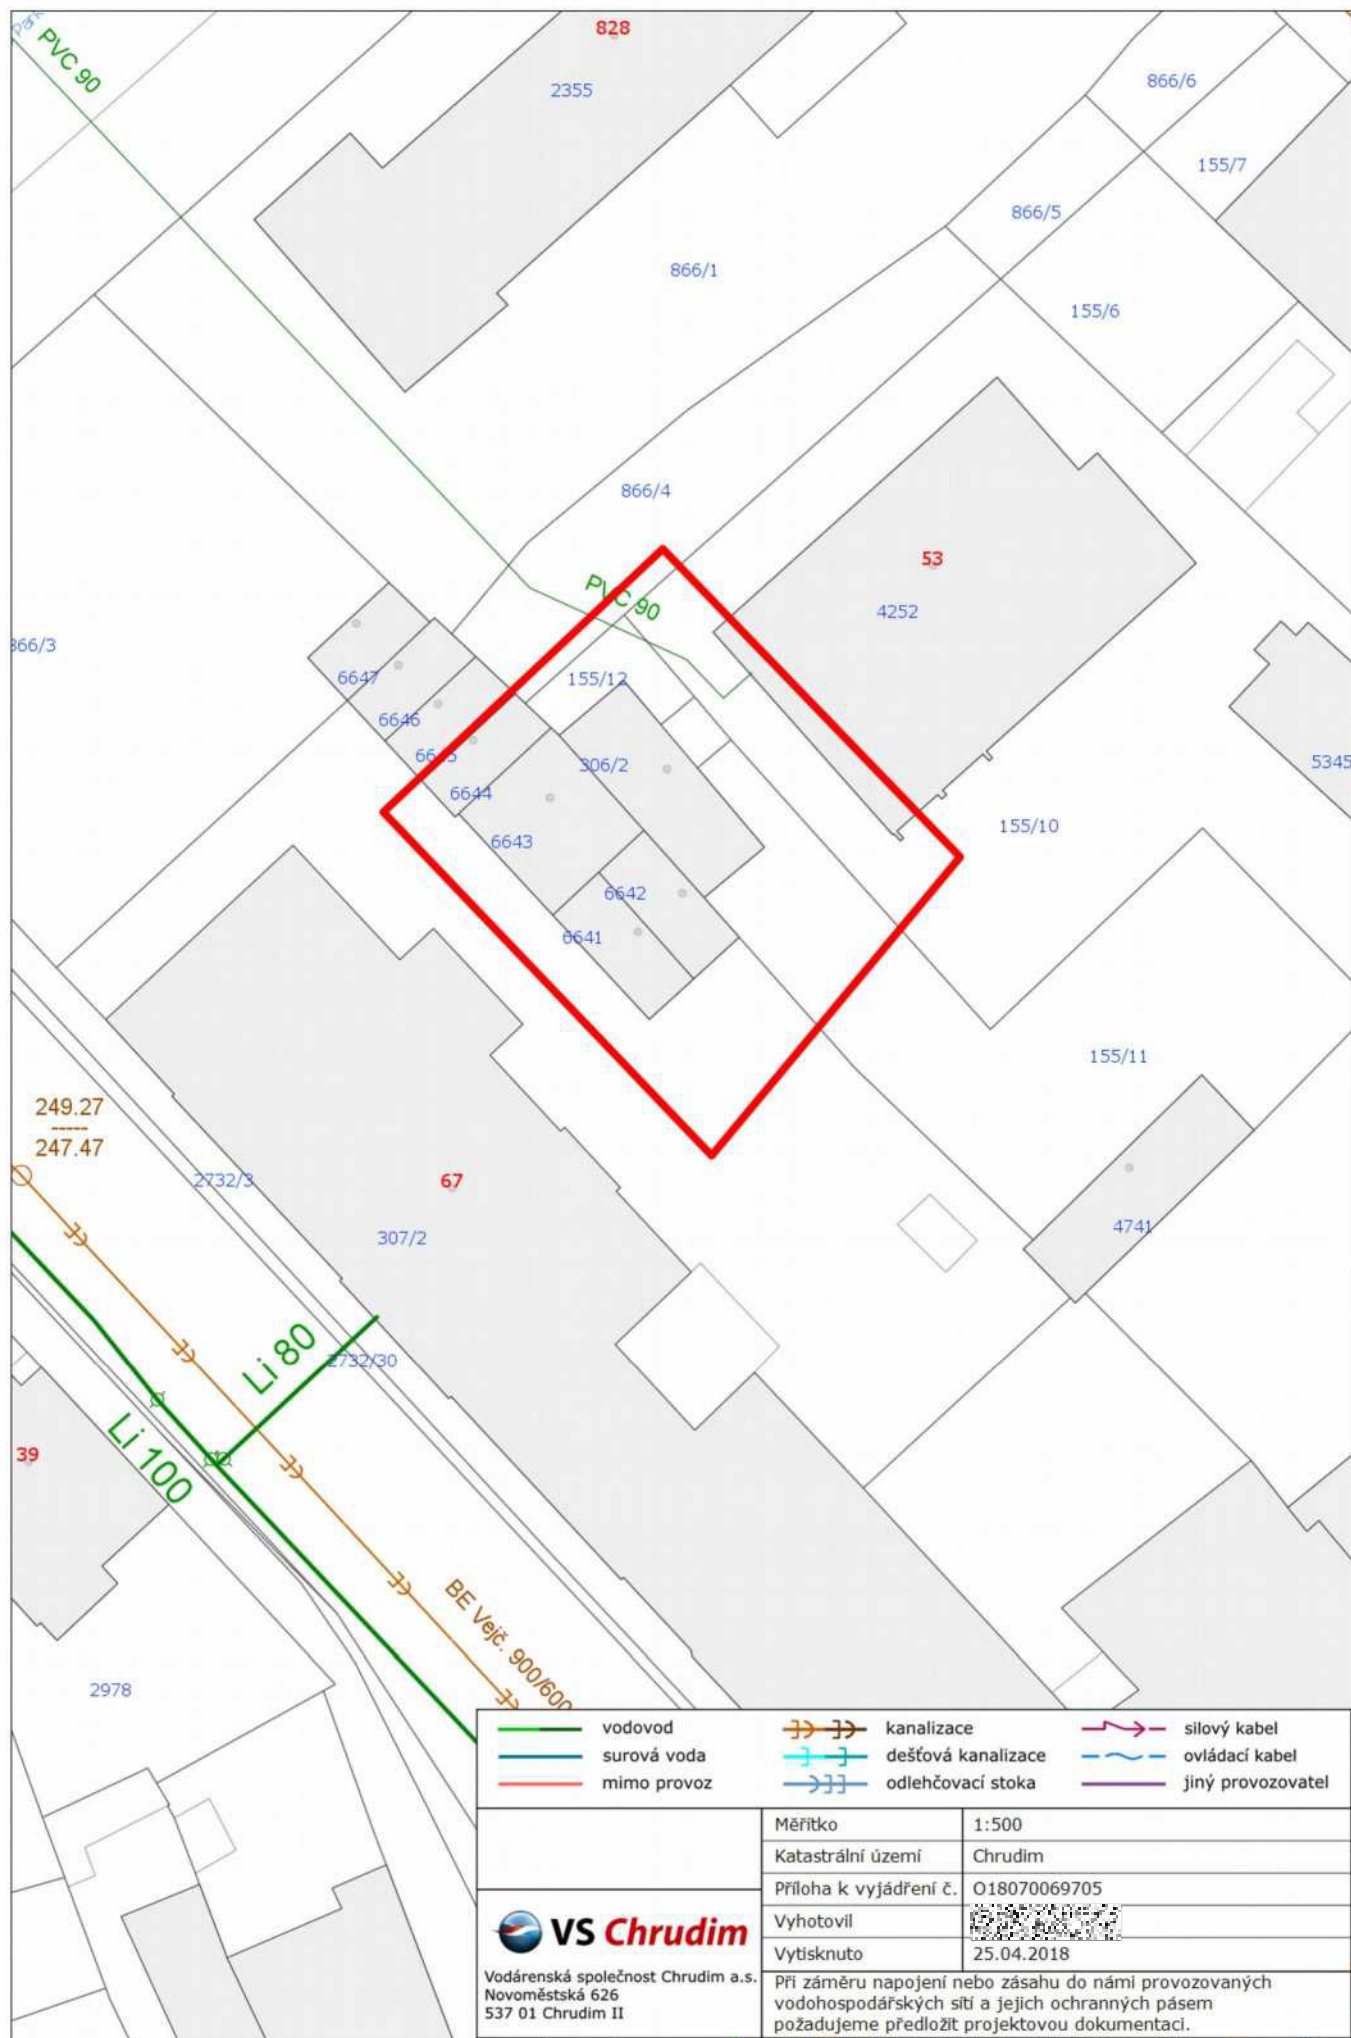 Park
PVC 90
828
2355
866/6
155/7
866/5
866/1
155/6
866/4
53
PVC 90
4252
866/3
6647
155/12
6646
6645
306/2
5345
6644
155/10
6643
6642
6641
155/11
249.27
-----
247.47
2732/3
67
307/2
4741
Li 80
2732/30
39
Li 100
BE Vejč. 900/600
2978
vodovod
surová voda
mimo provoz
kanalizace
dešťová kanalizace
odlehčovací stoka
silový kabel
ovládací kabel
jiný provozovatel
Měřítko 1:500
Katastrální území Chrudim
Příloha k vyjádření č. O18070069705
Vyhotovil
Vytisknuto 25.04.2018
VS Chrudim
Vodárenská společnost Chrudim a.s.
Novoměstská 626
537 01 Chrudim II
Při záměru napojení nebo zásahu do námi provozovaných
vodohospodářských sítí a jejich ochranných pásem
požadujeme předložit projektovou dokumentaci.